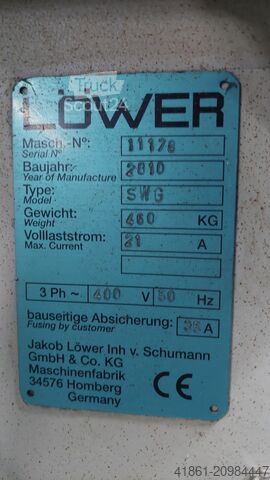 LÖWER
Truck
Scout24
Masch.-Nº: 11178
Serial Nº
Baujahr: 2010
Year of Manufacture
Type: SWG
Model
Gewicht: 460 KG
Weight
Volllaststrom: 21 A
Max. Current
3 Ph ~ 400 V 50 Hz
bauseitige Absicherung: 35 A
Fusing by customer
Jakob Löwer Inh v. Schumann
GmbH & Co. KG
Maschinenfabrik
34576 Homberg
Germany
CE
41861-20984447